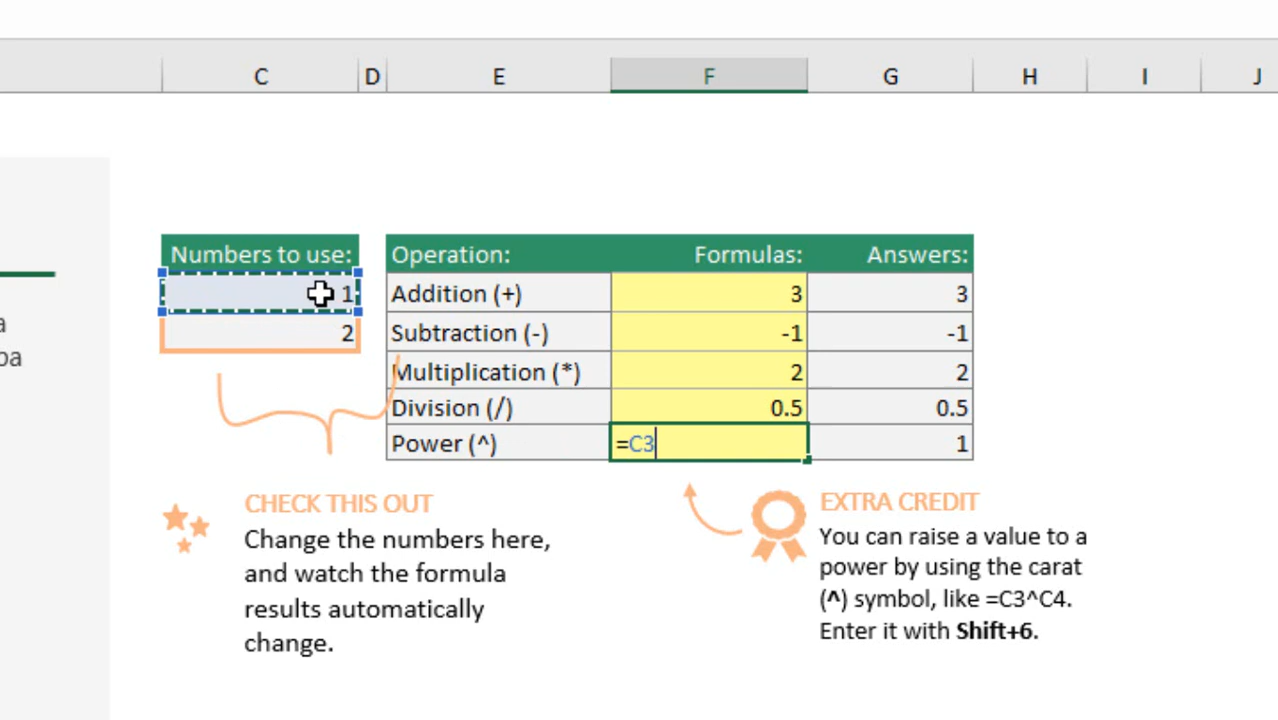 C D E F G H I J
Numbers to use: Operation: Formulas: Answers:
1 Addition (+) 3 3
2 Subtraction (-) -1 -1
Multiplication (*) 2 2
Division (/) 0.5 0.5
Power (^) =C3 1
a
pa
CHECK THIS OUT
Change the numbers here,
and watch the formula
results automatically
change.
EXTRA CREDIT
You can raise a value to a
power by using the carat
(^) symbol, like =C3^C4.
Enter it with Shift+6.